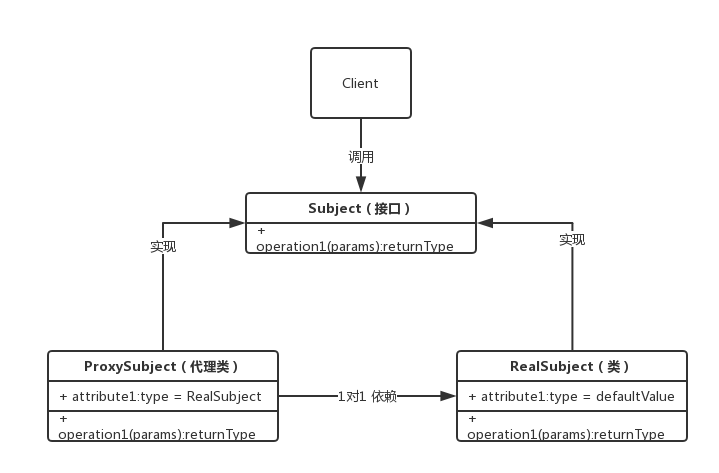 Client
调用
Subject（接口）
+
operation1(params):returnType
实现
实现
ProxySubject（代理类）
+ attribute1:type = RealSubject
+
operation1(params):returnType
1对1 依赖
RealSubject（类）
+ attribute1:type = defaultValue
+
operation1(params):returnType